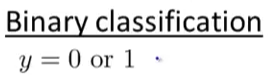 Binary classification
y = 0 or 1